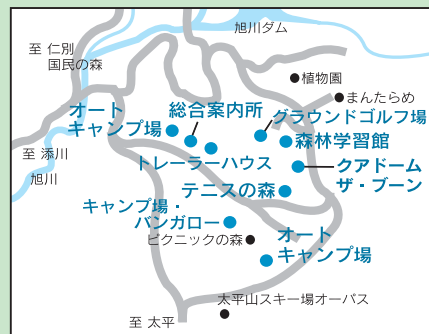 旭川ダム
至 仁別
国民の森
植物園
まんたらめ
オート
キャンプ場
総合案内所
グラウンドゴルフ場
森林学習館
至 添川
トレーラーハウス
クアドーム
ザ・ブーン
旭川
テニスの森
キャンプ場・
バンガロー
ピクニックの森
オート
キャンプ場
太平山スキー場オーパス
至 太平